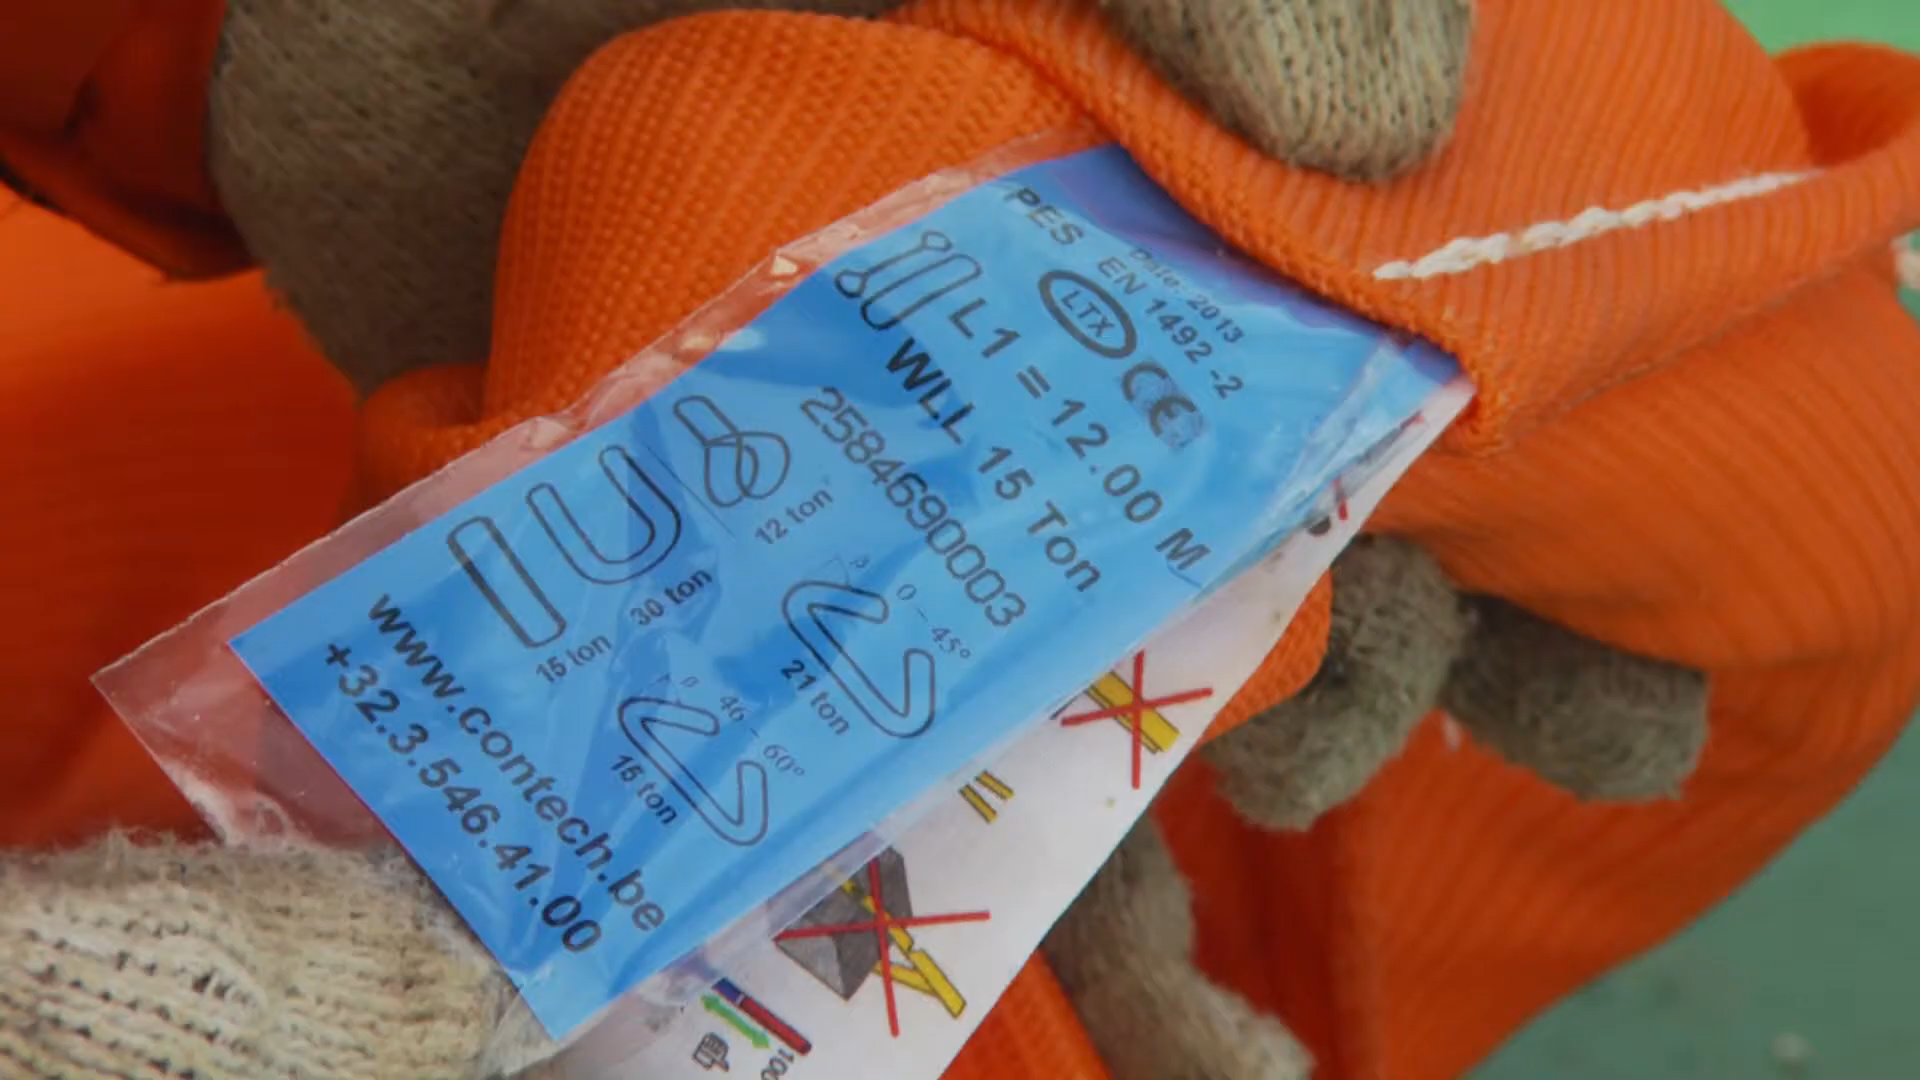 Date: 2013
PES EN 1492 -2
LTX CE
L1 = 12.00 M
WLL 15 Ton
2584690003
12 ton
30 ton
15 ton
β 0 - 45°
21 ton
β 46 - 60°
15 ton
www.contech.be
+32.3.546.41.00
100